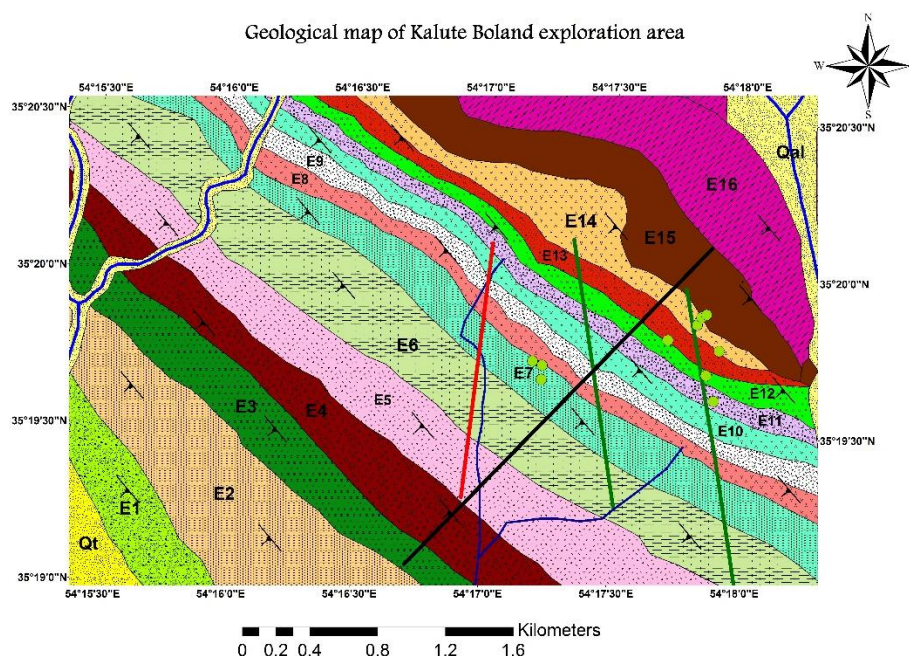 Geological map of Kalute Boland exploration area
N
W E
S
54°15'30"E 54°16'0"E 54°16'30"E 54°17'0"E 54°17'30"E 54°18'0"E
35°20'30"N 35°20'30"N
Qal
E9
E16
E8
E14
E15
E13
35°20'0"N 35°20'0"N
E6
E7
E3
E4
E5
E12
E11
35°19'30"N 35°19'30"N
E10
E2
E1
Qt
35°19'0"N 35°19'0"N
54°15'30"E 54°16'0"E 54°16'30"E 54°17'0"E 54°17'30"E 54°18'0"E
Kilometers
0 0.2 0.4 0.8 1.2 1.6